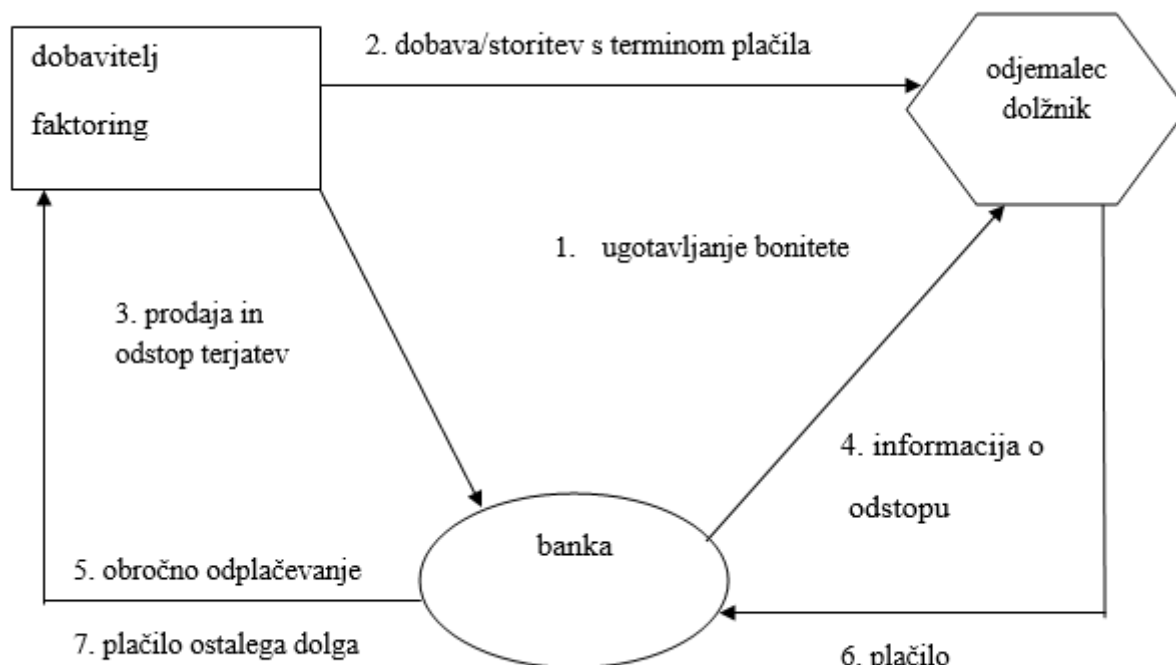 dobavitelj
faktoring
2. dobava/storitev s terminom plačila
odjemalec
dolžnik
1. ugotavljanje bonitete
3. prodaja in
odstop terjatev
4. informacija o
odstopu
banka
5. obročno odplačevanje
7. plačilo ostalega dolga
6. plačilo